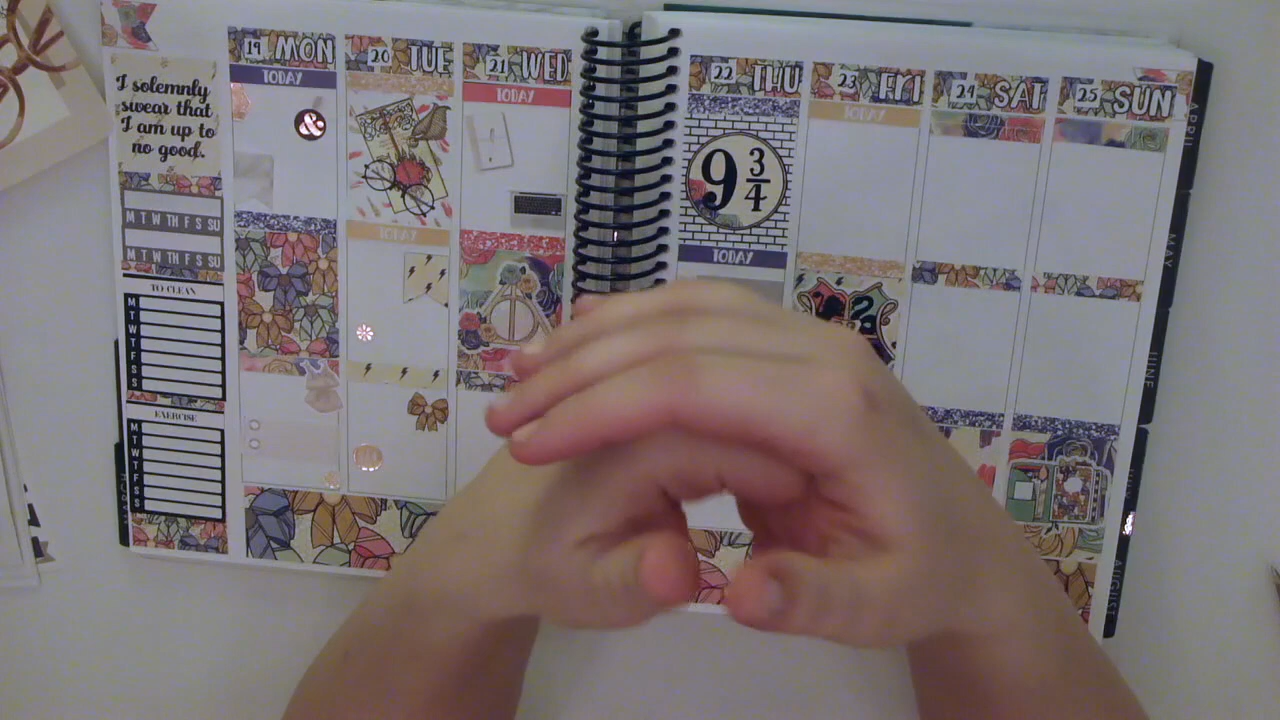 I solemnly
swear that
I am up to
no good.
M T W TH F S SU
M T W TH F S SU
TO CLEAN
M
T
W
T
F
S
S
EXERCISE
M
T
W
T
F
S
S
19 MON
TODAY
&
20 TUE
TODAY
21 WED
TODAY
22 THU
9 3/4
TODAY
23 FRI
TODAY
24 SAT
25 SUN
APRIL
MAY
JUNE
JULY
AUGUST
MARCH